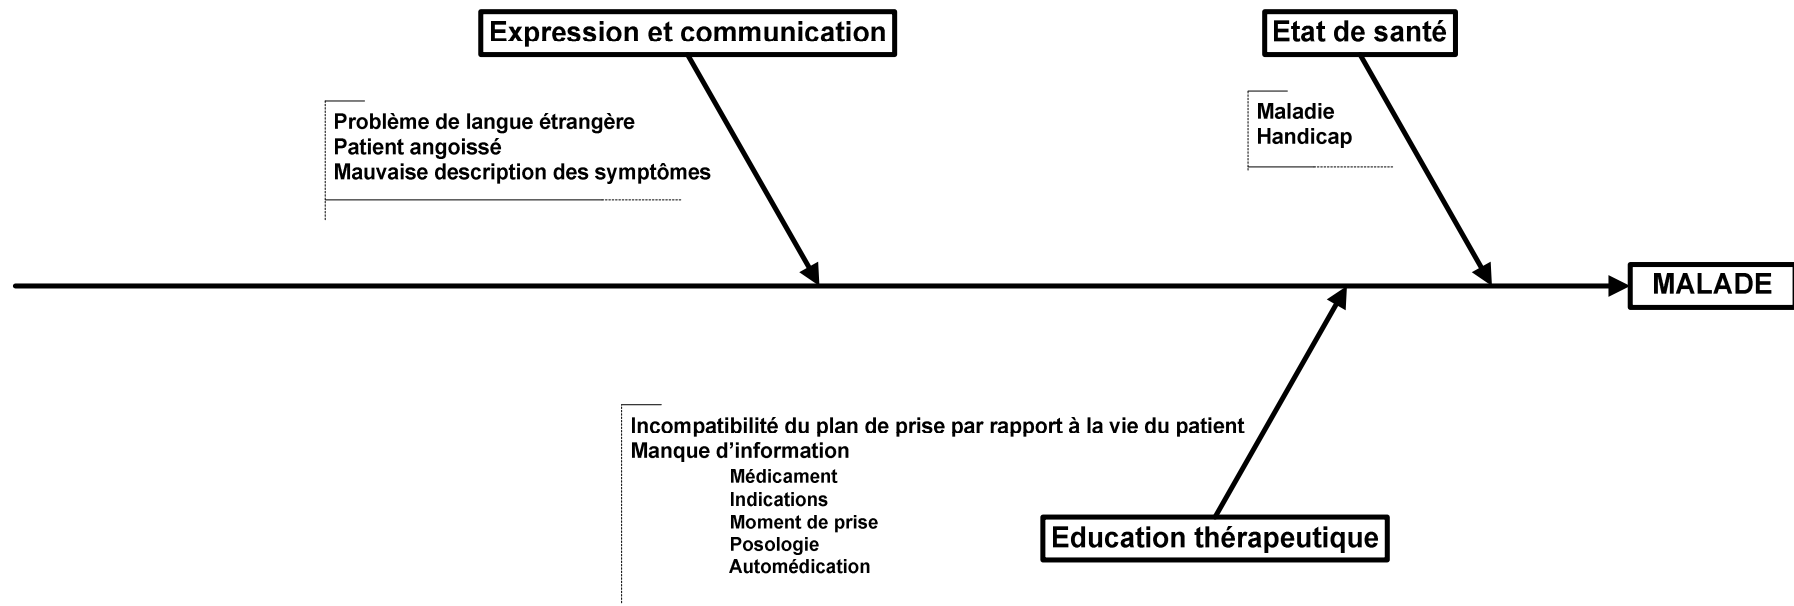 Expression et communication
Etat de santé
Problème de langue étrangère
Patient angoissé
Mauvaise description des symptômes
Maladie
Handicap
MALADE
Incompatibilité du plan de prise par rapport à la vie du patient
Manque d’information
Médicament
Indications
Moment de prise
Posologie
Automédication
Education thérapeutique